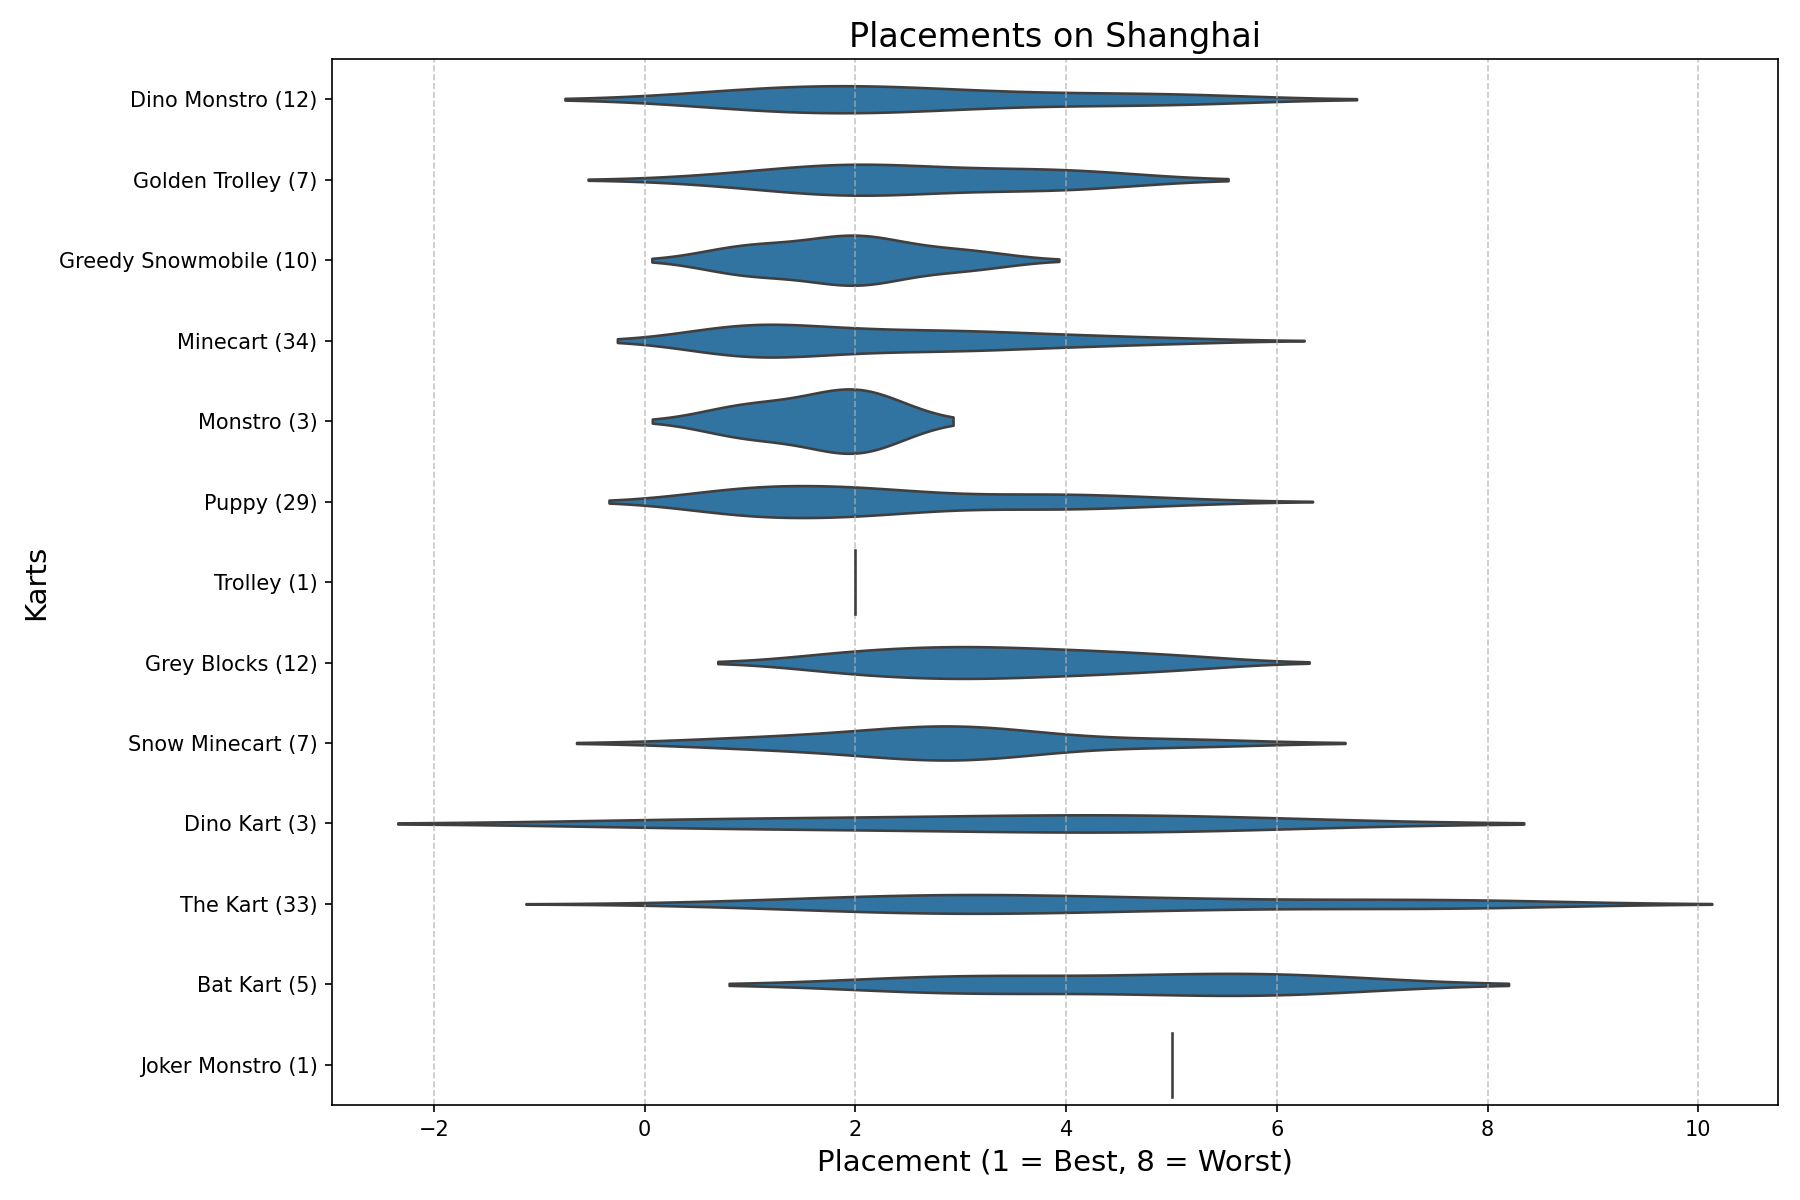 Placements on Shanghai
Karts
Dino Monstro (12)
Golden Trolley (7)
Greedy Snowmobile (10)
Minecart (34)
Monstro (3)
Puppy (29)
Trolley (1)
Grey Blocks (12)
Snow Minecart (7)
Dino Kart (3)
The Kart (33)
Bat Kart (5)
Joker Monstro (1)
−2 0 2 4 6 8 10
Placement (1 = Best, 8 = Worst)